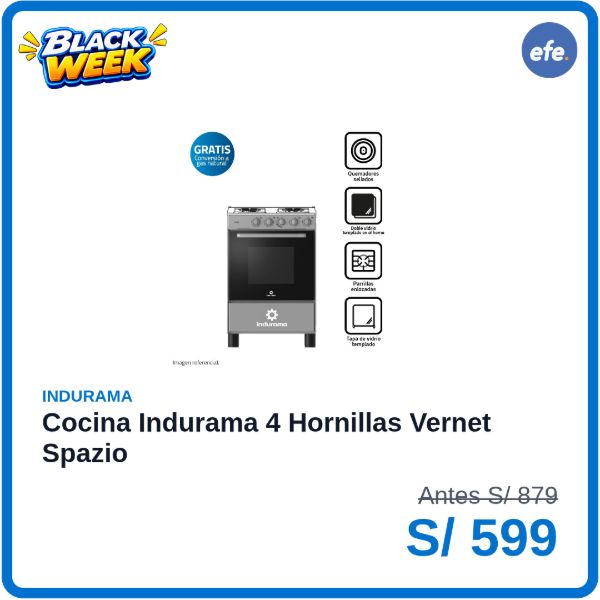 BLACK
WEEK
efe.
GRATIS
Conversión a
gas natural
Quemadores
sellados
Doble vidrio
templado en el horno
Parrillas
enlozadas
Tapa de vidrio
templado
indurama
Imagen referencial.
INDURAMA
Cocina Indurama 4 Hornillas Vernet
Spazio
Antes S/ 879
S/ 599